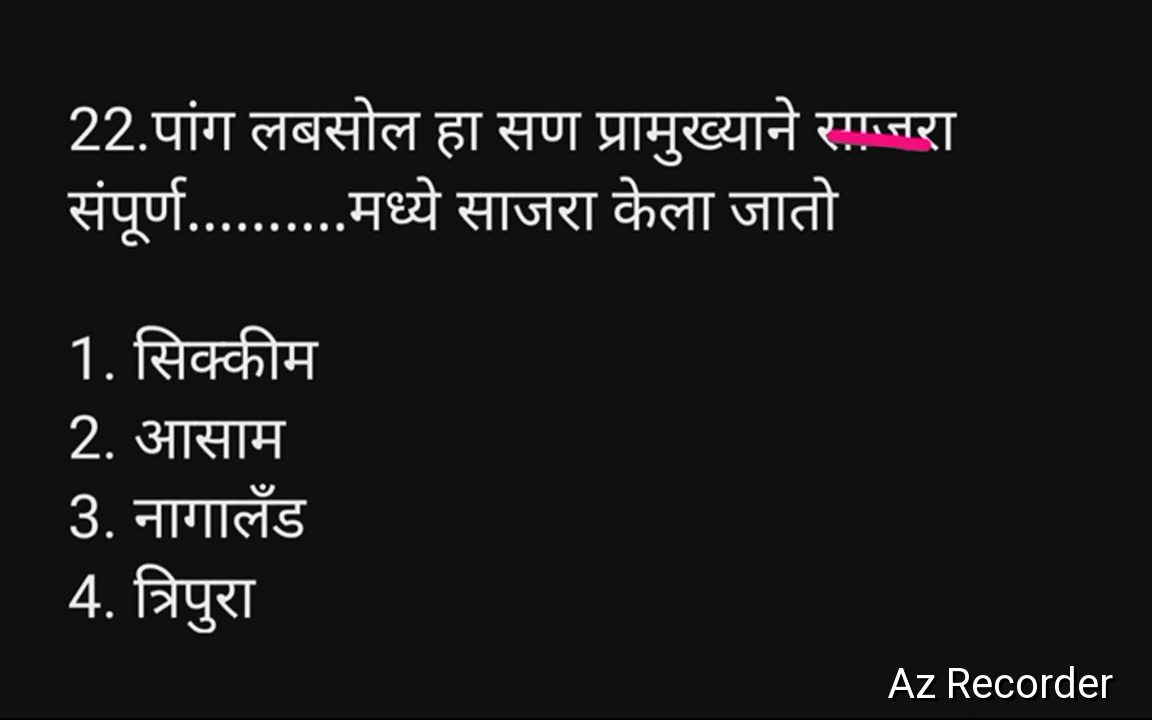 22.पांग लबसोल हा सण प्रामुख्याने साजरा
संपूर्ण..........मध्ये साजरा केला जातो
1. सिक्कीम
2. आसाम
3. नागालँड
4. त्रिपुरा
Az Recorder